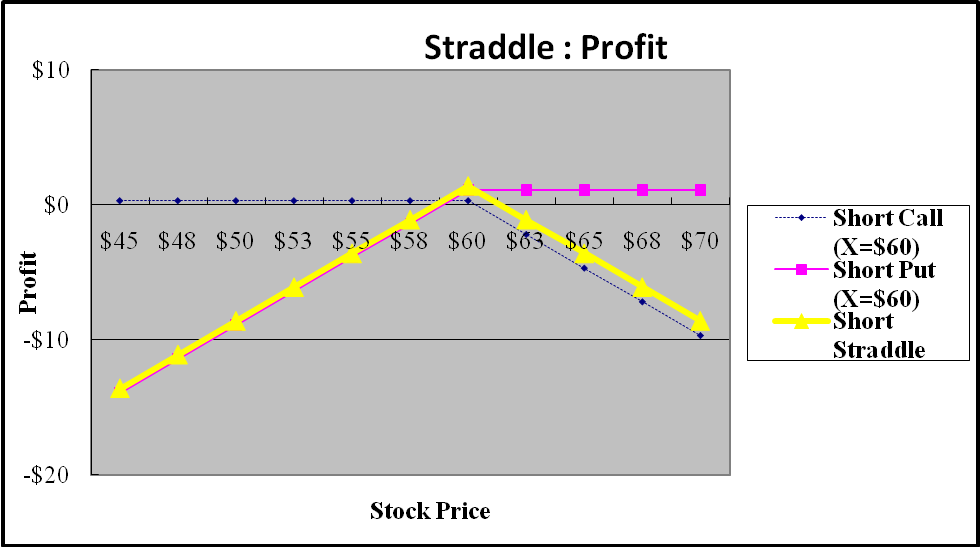 Straddle : Profit
$10
$0
-$10
-$20
Profit
$45 $48 $50 $53 $55 $58 $60 $63 $65 $68 $70
Stock Price
Short Call
(X=$60)
Short Put
(X=$60)
Short
Straddle